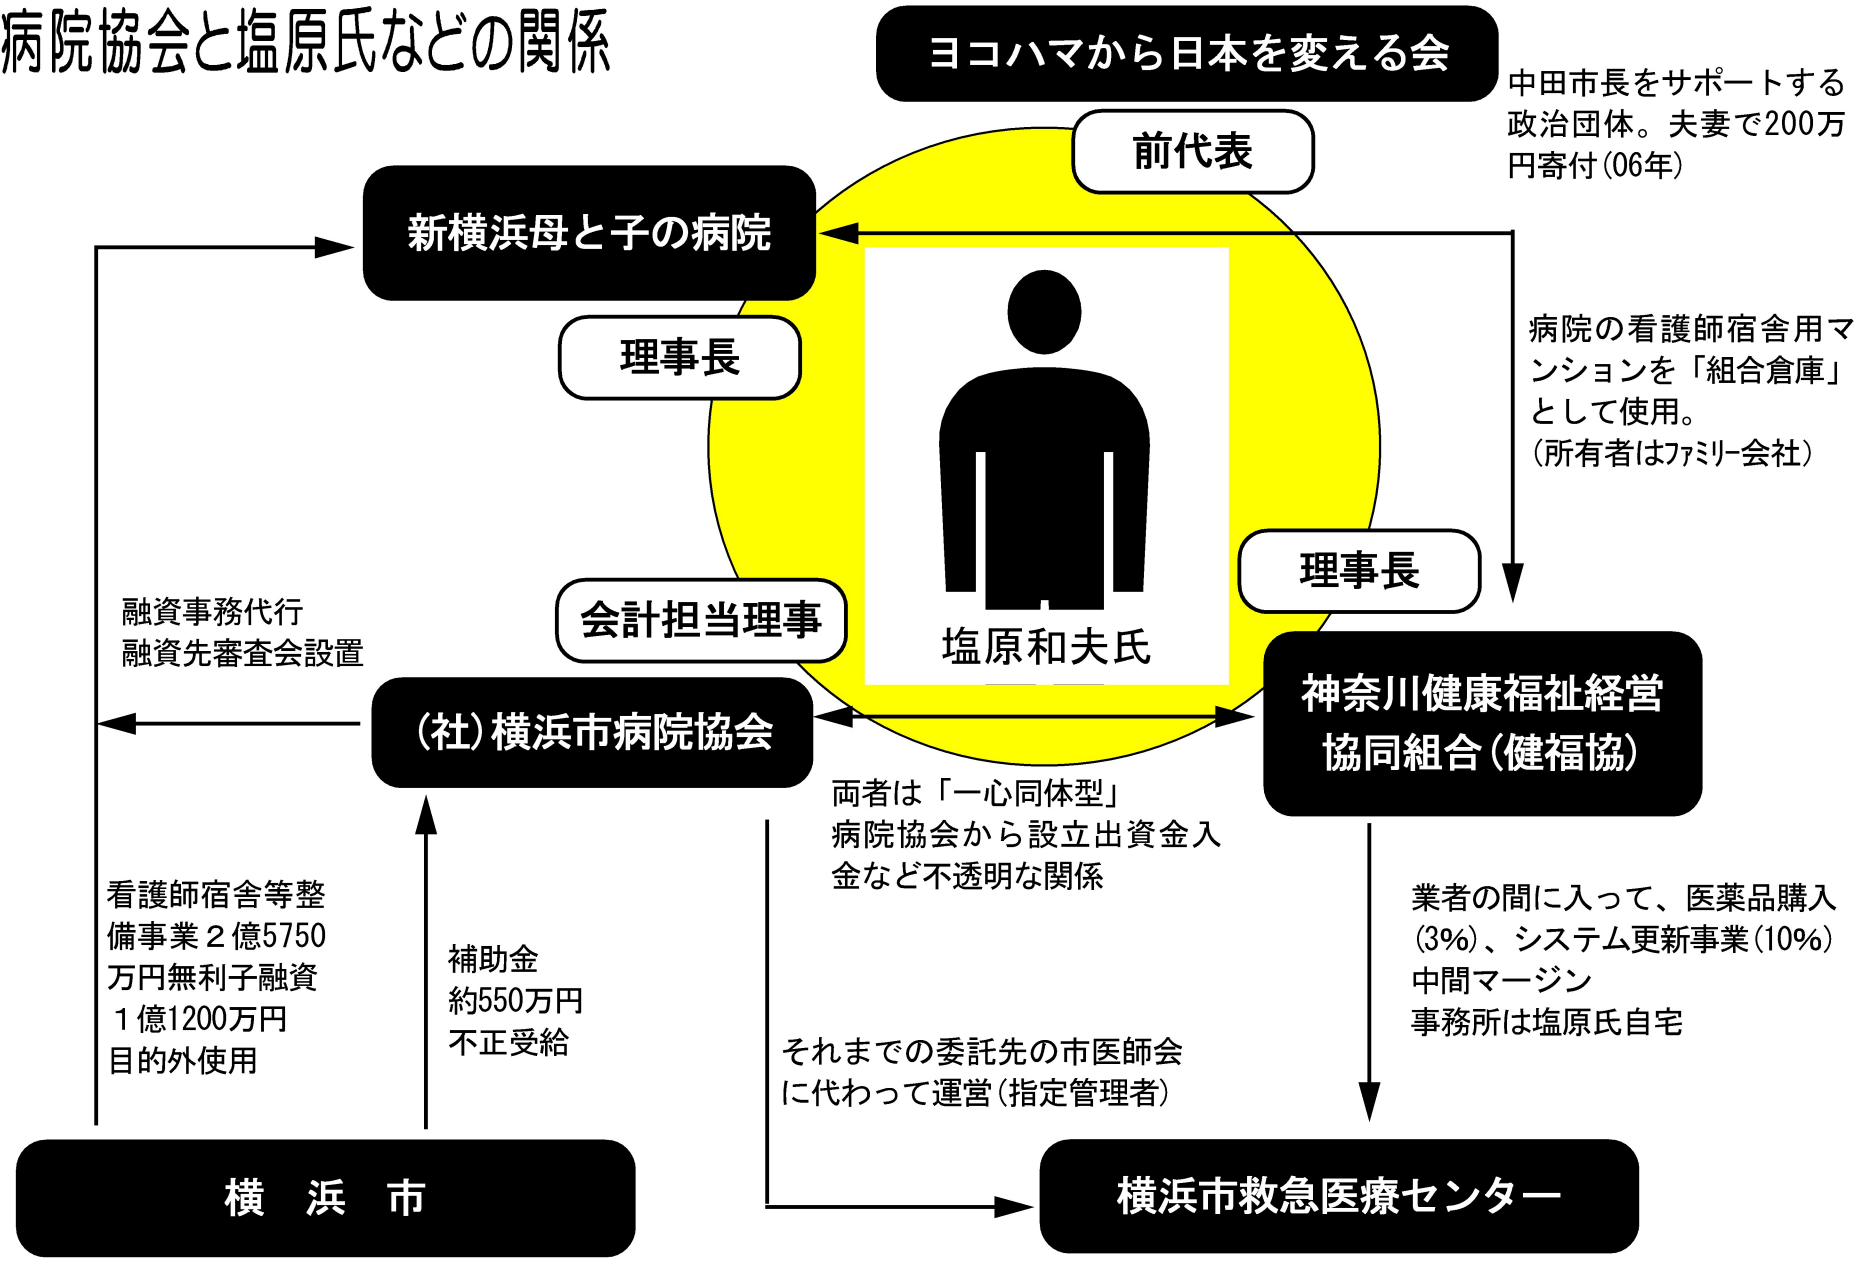 病院協会と塩原氏などの関係
ヨコハマから日本を変える会
中田市長をサポートする
政治団体。夫妻で200万
円寄付(06年)
前代表
新横浜母と子の病院
理事長
病院の看護師宿舎用マ
ンションを「組合倉庫」
として使用。
(所有者はﾌｧﾐﾘｰ会社)
理事長
融資事務代行
融資先審査会設置
会計担当理事
塩原和夫氏
(社)横浜市病院協会
神奈川健康福祉経営
協同組合(健福協)
両者は「一心同体型」
病院協会から設立出資金入
金など不透明な関係
看護師宿舎等整
備事業２億5750
万円無利子融資
１億1200万円
目的外使用
補助金
約550万円
不正受給
業者の間に入って、医薬品購入
(3%)、システム更新事業(10%)
中間マージン
事務所は塩原氏自宅
それまでの委託先の市医師会
に代わって運営(指定管理者)
横　浜　市
横浜市救急医療センター